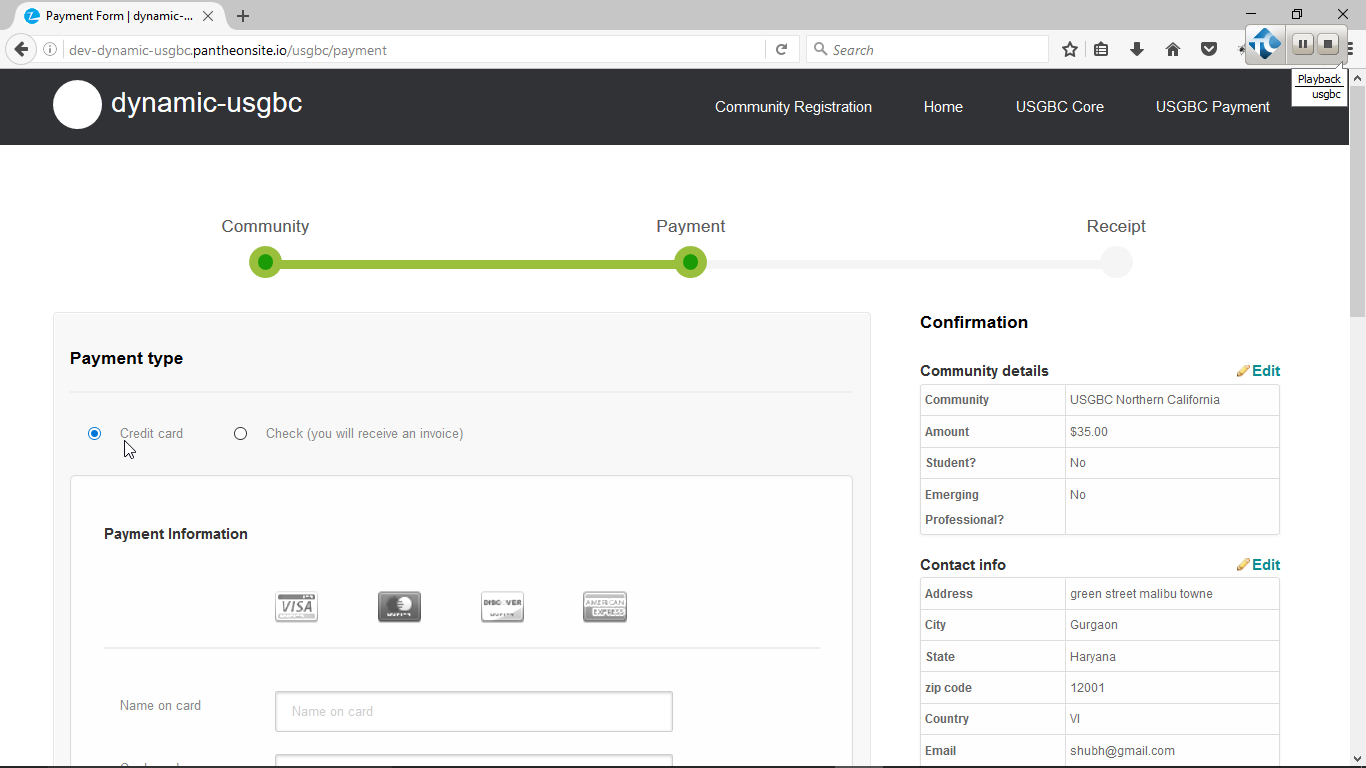 Payment Form | dynamic-...
dev-dynamic-usgbc.pantheonsite.io/usgbc/payment
Search
Playback
usgbc
dynamic-usgbc
Community Registration
Home
USGBC Core
USGBC Payment
Community
Payment
Receipt
Payment type
Credit card
Check (you will receive an invoice)
Payment Information
VISA
DISCOVER
AMERICAN
EXPRESS
Name on card
Name on card
Confirmation
Community details
Edit
Community
USGBC Northern California
Amount
$35.00
Student?
No
Emerging
Professional?
No
Contact info
Edit
Address
green street malibu towne
City
Gurgaon
State
Haryana
zip code
12001
Country
VI
Email
shubh@gmail.com